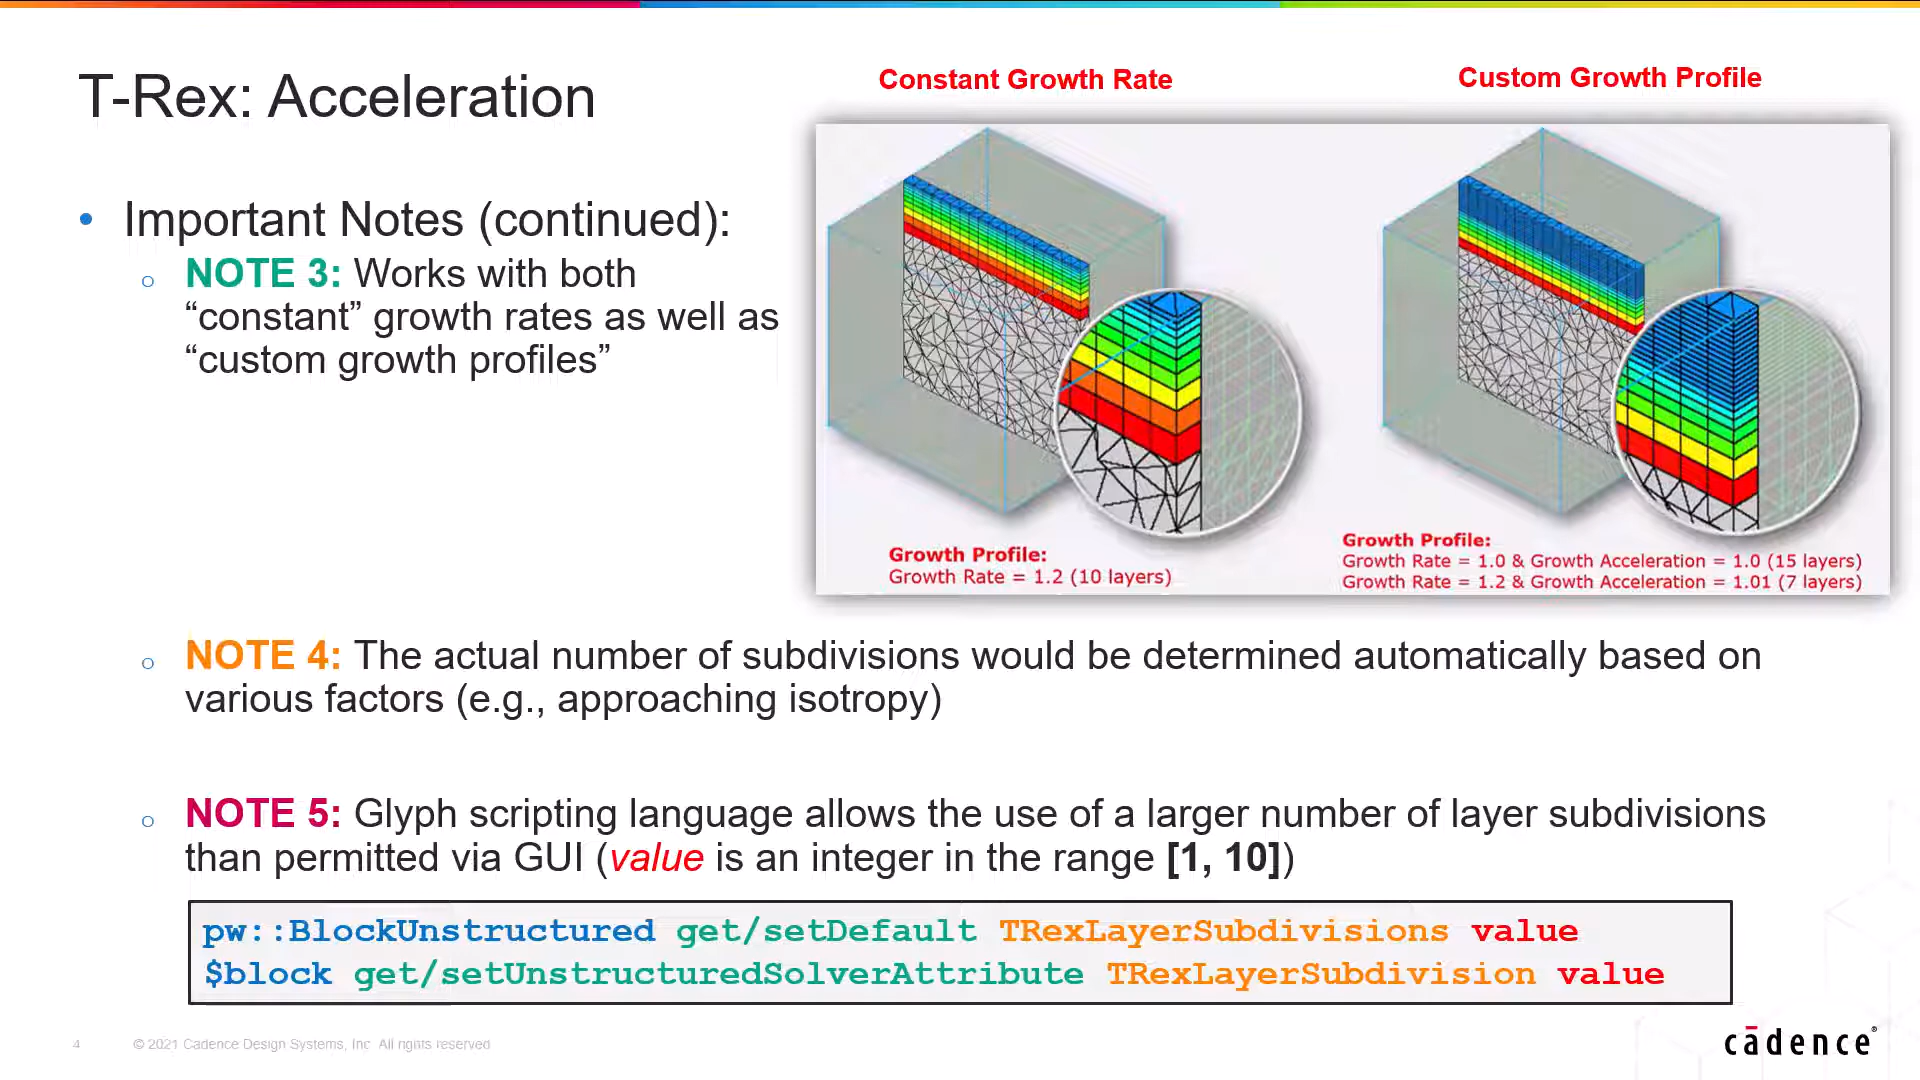 T-Rex: Acceleration
Constant Growth Rate
Custom Growth Profile
• Important Notes (continued):
o NOTE 3: Works with both
“constant” growth rates as well as
“custom growth profiles”
Growth Profile:
Growth Rate = 1.2 (10 layers)
Growth Profile:
Growth Rate = 1.0 & Growth Acceleration = 1.0 (15 layers)
Growth Rate = 1.2 & Growth Acceleration = 1.01 (7 layers)
o NOTE 4: The actual number of subdivisions would be determined automatically based on
various factors (e.g., approaching isotropy)
o NOTE 5: Glyph scripting language allows the use of a larger number of layer subdivisions
than permitted via GUI (value is an integer in the range [1, 10])
pw::BlockUnstructured get/setDefault TRexLayerSubdivisions value
$block get/setUnstructuredSolverAttribute TRexLayerSubdivision value
4 © 2021 Cadence Design Systems, Inc. All rights reserved
cādence®